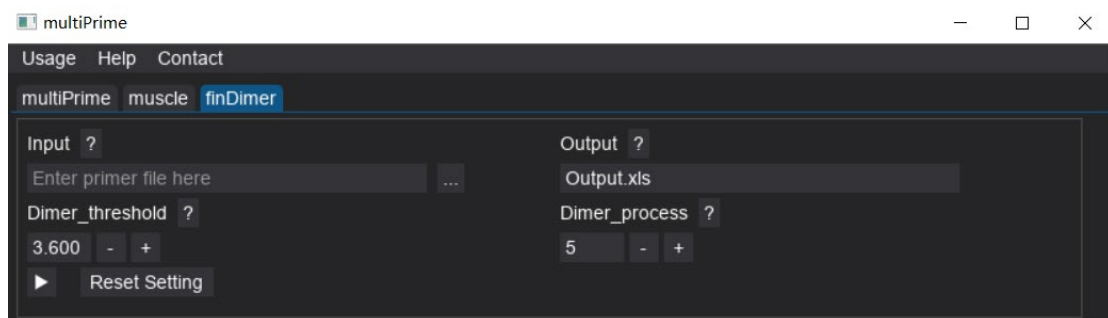 multiPrime
Usage Help Contact
multiPrime muscle finDimer
Input ? Output ?
Enter primer file here ... Output.xls
Dimer_threshold ? Dimer_process ?
3.600 - + 5 - +
Reset Setting